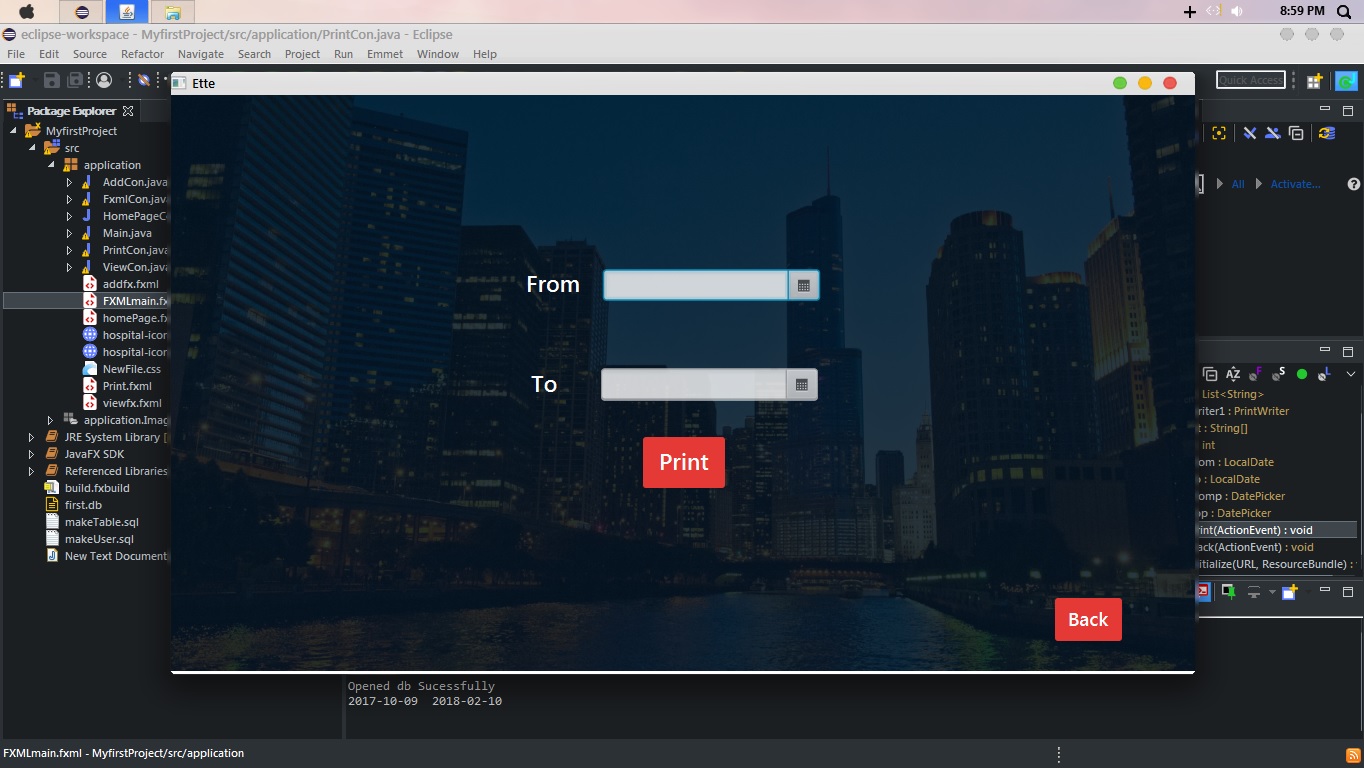 8:59 PM
eclipse-workspace - MyfirstProject/src/application/PrintCon.java - Eclipse
File Edit Source Refactor Navigate Search Project Run Emmet Window Help
Quick Access
Ette
Package Explorer
MyfirstProject
src
application
AddCon.java
FxmlCon.jav
HomePageC
Main.java
PrintCon.java
ViewCon.java
addfx.fxml
FXMLmain.fx
homePage.fx
hospital-icon
hospital-icon
NewFile.css
Print.fxml
viewfx.fxml
application.Imag
JRE System Library [
JavaFX SDK
Referenced Libraries
build.fxbuild
first.db
makeTable.sql
makeUser.sql
New Text Document
From
To
Print
Back
All Activate...
List<String>
riter1 : PrintWriter
t : String[]
int
om : LocalDate
: LocalDate
omp : DatePicker
op : DatePicker
rint(ActionEvent) : void
ack(ActionEvent) : void
itialize(URL, ResourceBundle) :
Opened db Sucessfully
2017-10-09 2018-02-10
FXMLmain.fxml - MyfirstProject/src/application